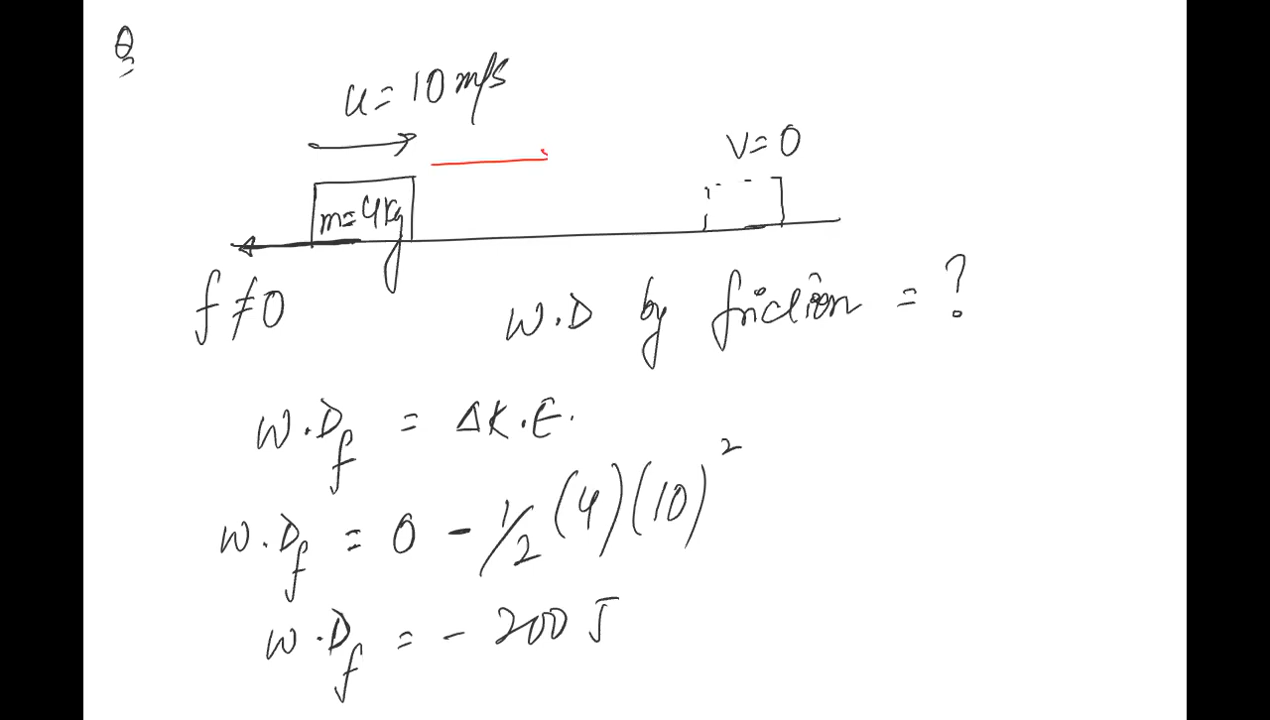 Q
u = 10 m/s
v = 0
m = 4 kg
f ≠ 0
W.D by friction = ?
W.D_f = ΔK.E.
W.D_f = 0 - 1/2 (4)(10)^2
W.D_f = - 200 J